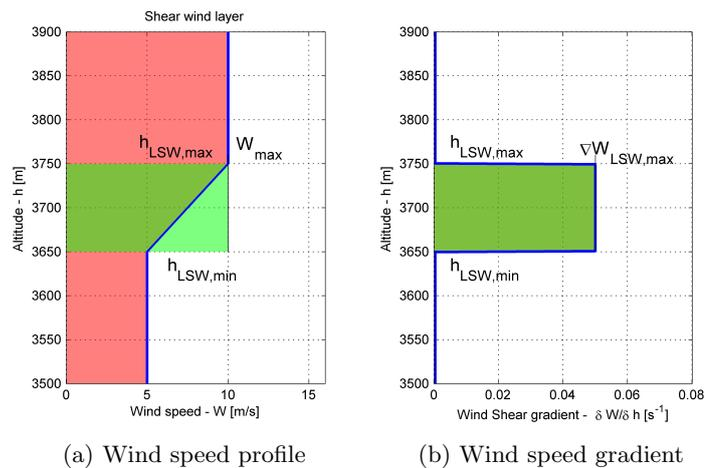 Shear wind layer
3900
3850
3800
3750
3700
3650
3600
3550
3500
Altitude - h [m]
h_LSW,max
W_max
h_LSW,min
0 5 10 15
Wind speed - W [m/s]
(a) Wind speed profile
3900
3850
3800
3750
3700
3650
3600
3550
3500
Altitude - h [m]
h_LSW,max
∇W_LSW,max
h_LSW,min
0 0.02 0.04 0.06 0.08
Wind Shear gradient - δ W/δ h [s^-1]
(b) Wind speed gradient